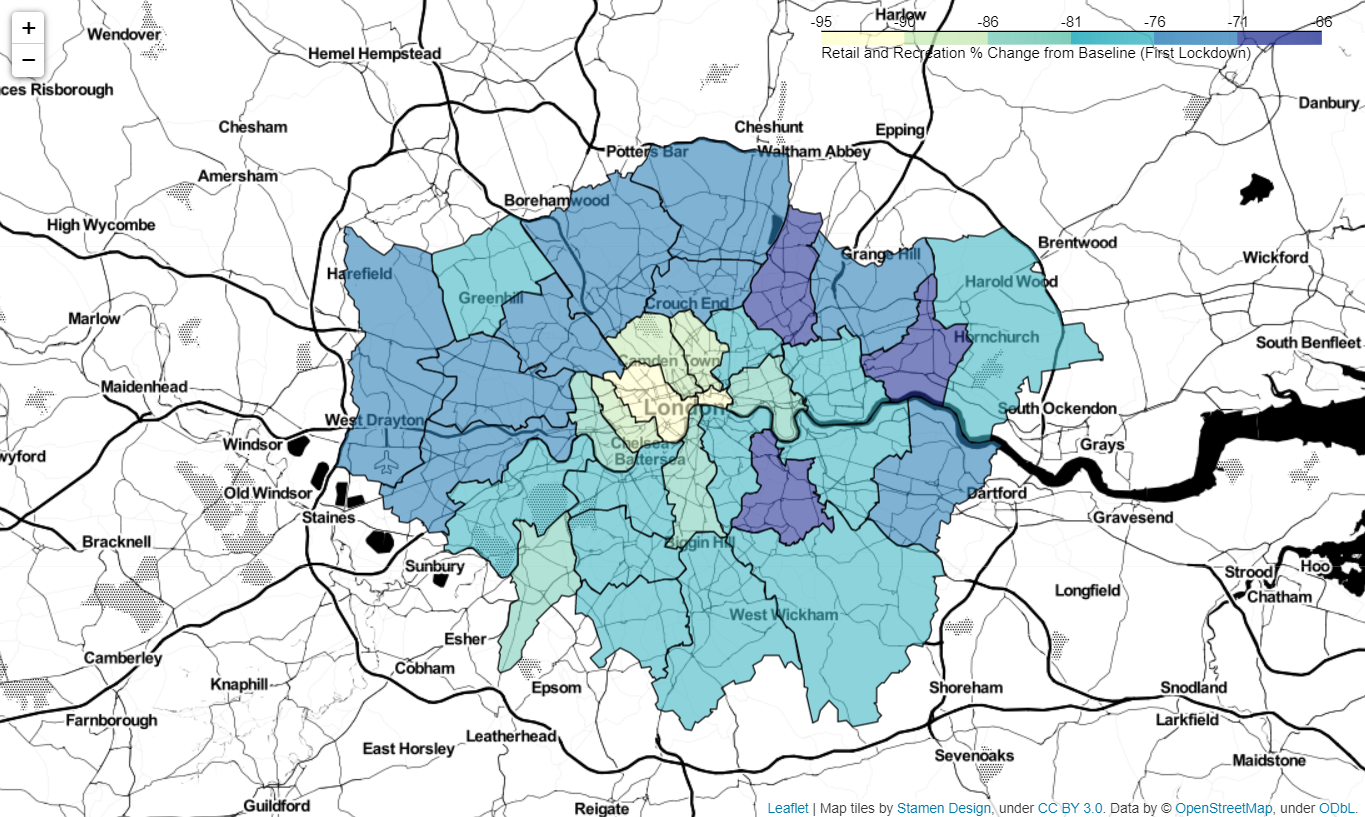 +
−
-95 -90 -86 -81 -76 -71 -66
Retail and Recreation % Change from Baseline (First Lockdown)
Harlow
Wendover
Hemel Hempstead
ces Risborough
Danbury
Chesham
Cheshunt
Epping
Potters Bar
Waltham Abbey
Amersham
Borehamwood
High Wycombe
Brentwood
Grange Hill
Wickford
Harefield
Harold Wood
Greenhill
Crouch End
Marlow
Hornchurch
South Benfleet
Camden Town
Maidenhead
London
South Ockendon
West Drayton
Windsor
Chelsea
Grays
wyford
Battersea
Old Windsor
Dartford
Staines
Gravesend
Bracknell
Biggin Hill
Sunbury
Strood
Hoo
Longfield
Chatham
West Wickham
Esher
Camberley
Cobham
Knaphill
Epsom
Shoreham
Snodland
Farnborough
Larkfield
Leatherhead
East Horsley
Sevenoaks
Maidstone
Guildford
Reigate
Leaflet | Map tiles by Stamen Design, under CC BY 3.0. Data by © OpenStreetMap, under ODbL.